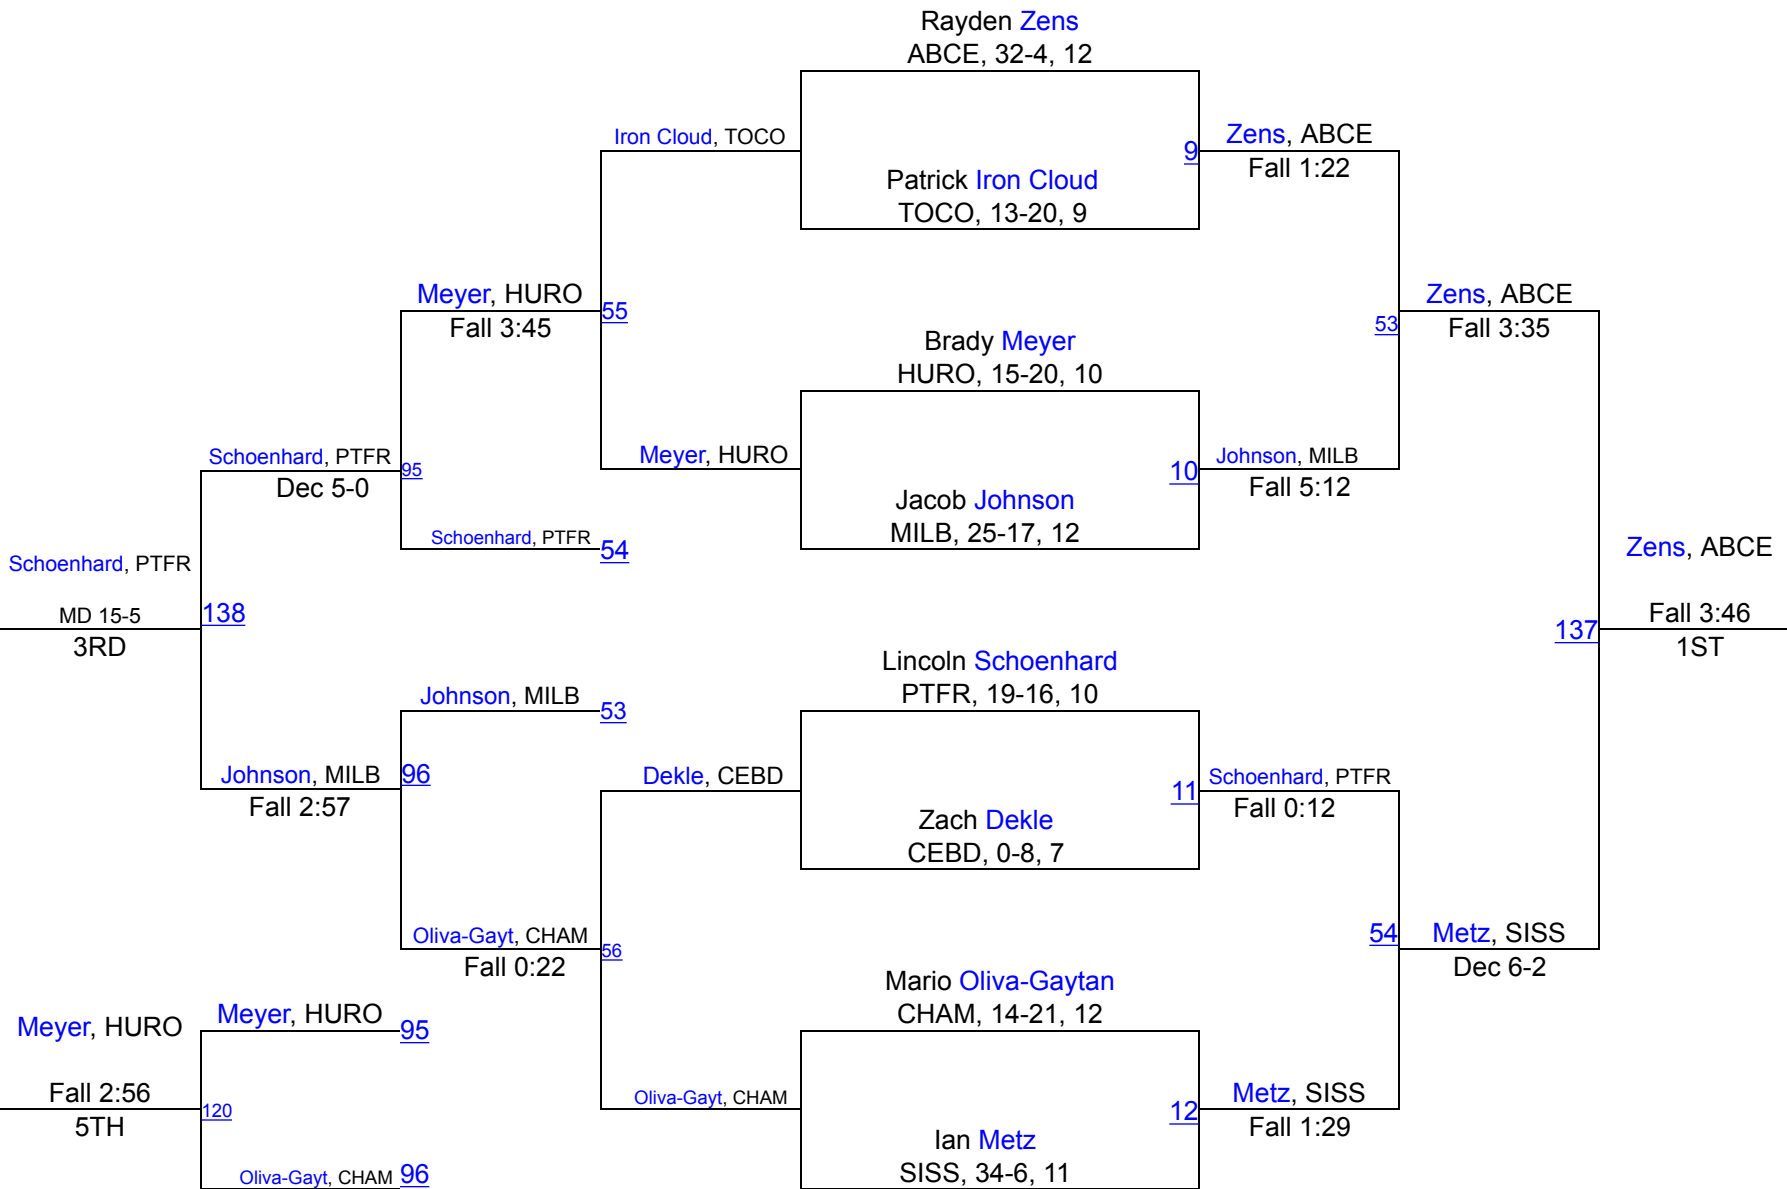 Rayden Zens
ABCE, 32-4, 12
Iron Cloud, TOCO
9
Zens, ABCE
Fall 1:22
Patrick Iron Cloud
TOCO, 13-20, 9
Meyer, HURO
Fall 3:45
55
Zens, ABCE
Fall 3:35
53
Brady Meyer
HURO, 15-20, 10
Schoenhard, PTFR
Dec 5-0
95
Meyer, HURO
10
Johnson, MILB
Fall 5:12
Jacob Johnson
MILB, 25-17, 12
Schoenhard, PTFR
54
Schoenhard, PTFR
MD 15-5
3RD
138
Zens, ABCE
Fall 3:46
1ST
137
Lincoln Schoenhard
PTFR, 19-16, 10
Johnson, MILB
53
Johnson, MILB
Fall 2:57
96
Dekle, CEBD
11
Schoenhard, PTFR
Fall 0:12
Zach Dekle
CEBD, 0-8, 7
Oliva-Gayt, CHAM
Fall 0:22
56
54
Metz, SISS
Dec 6-2
Mario Oliva-Gaytan
CHAM, 14-21, 12
Meyer, HURO
Meyer, HURO
95
Fall 2:56
5TH
120
Oliva-Gayt, CHAM
12
Metz, SISS
Fall 1:29
Ian Metz
SISS, 34-6, 11
Oliva-Gayt, CHAM
96